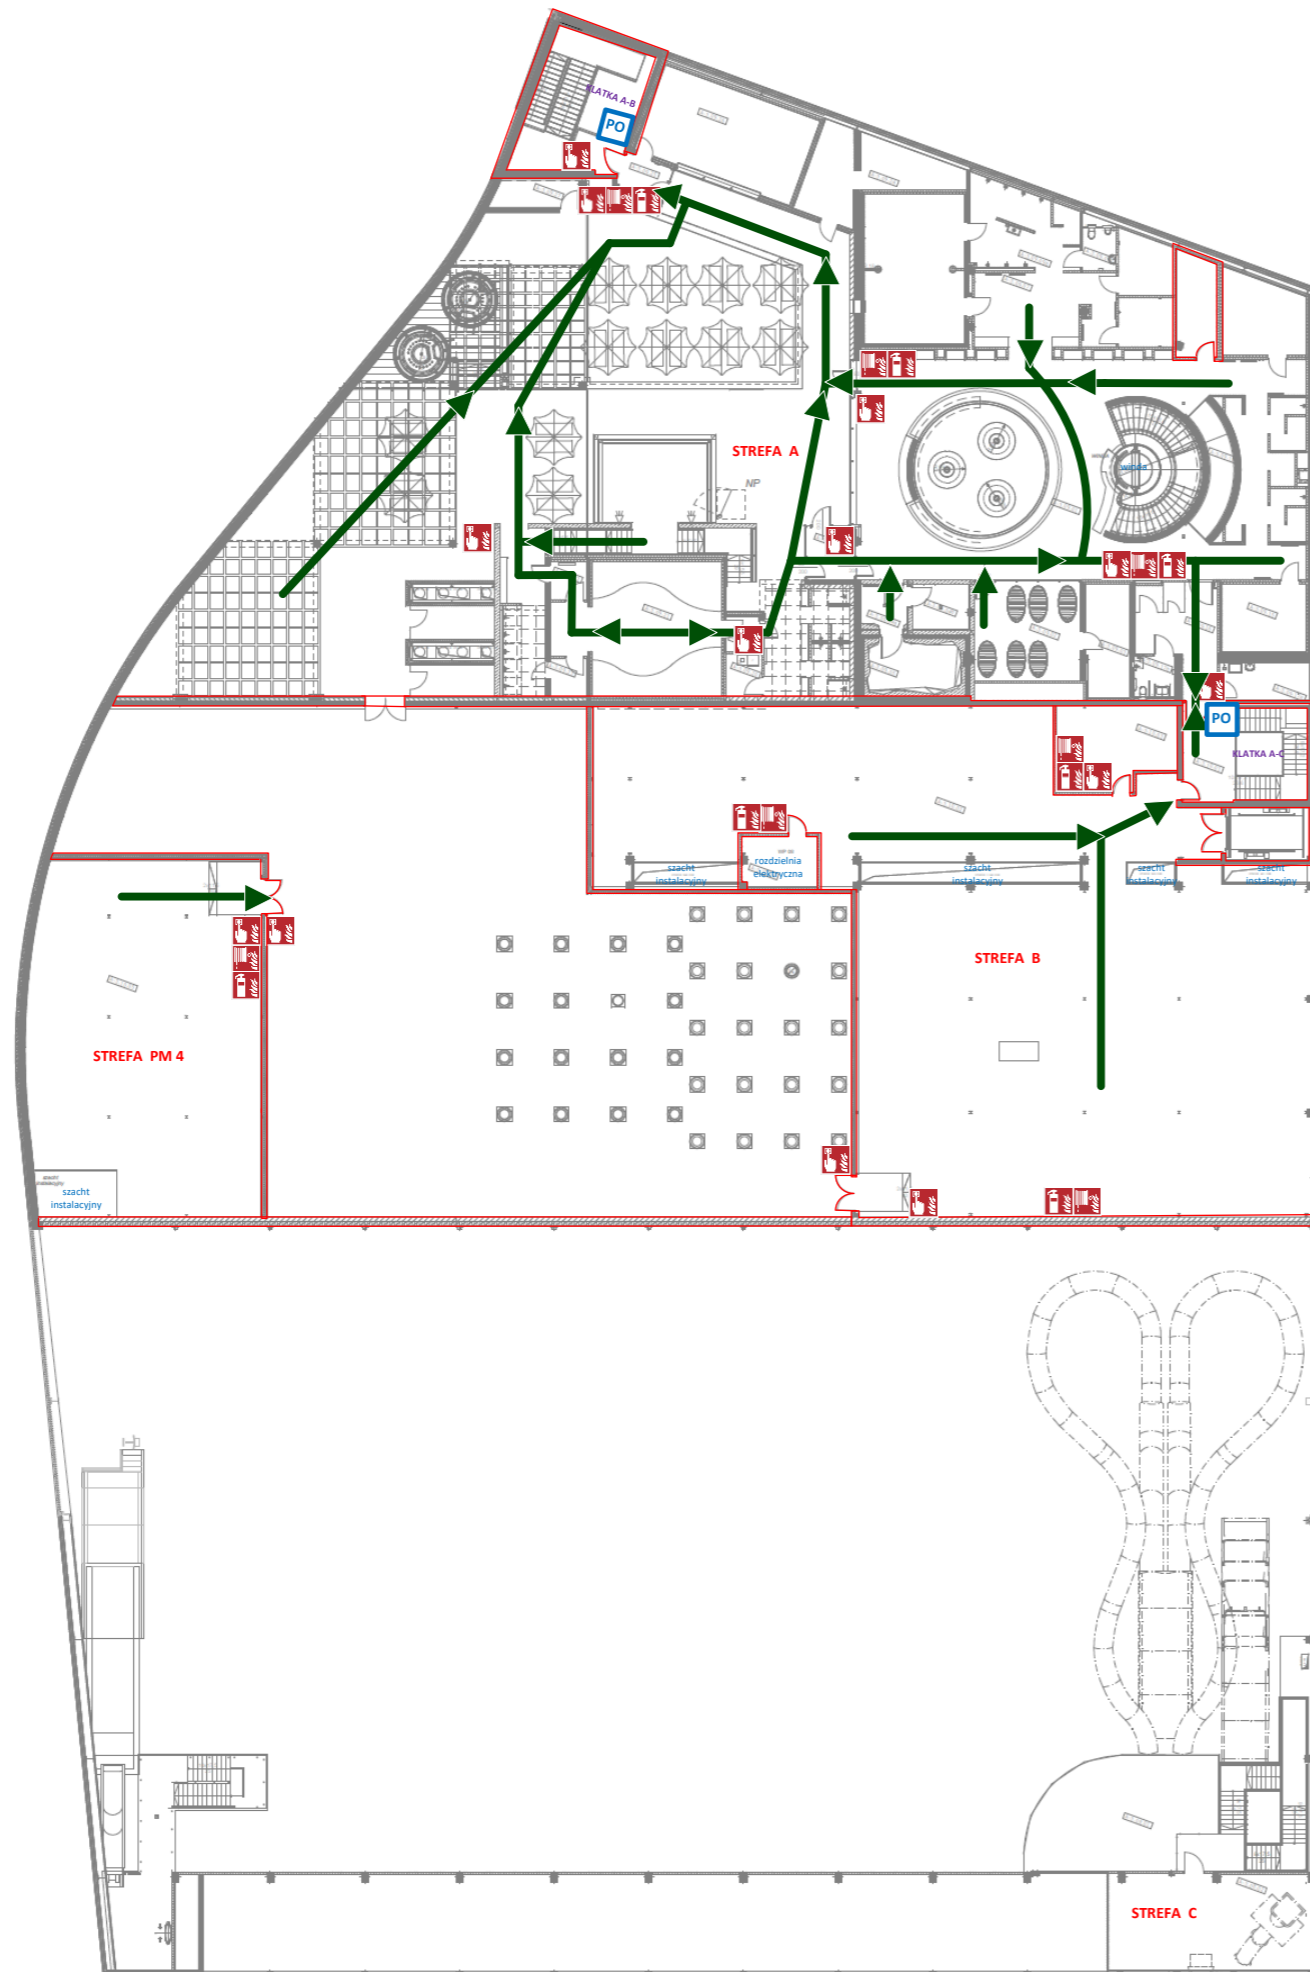 KLATKA A-B
PO
STREFA A
NP
winda
PO
KLATKA A-C
szacht
instalacyjny
rozdzielnia
elektryczna
szacht
instalacyjny
szacht
instalacyjny
szacht
instalacyjny
STREFA B
STREFA PM 4
szacht
instalacyjny
STREFA C